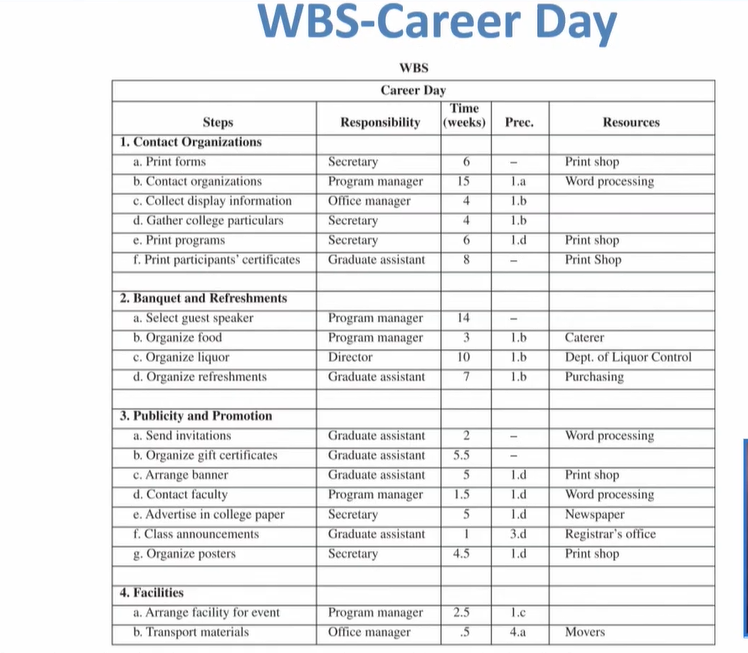 WBS-Career Day
WBS
Career Day
Steps Responsibility Time (weeks) Prec. Resources
1. Contact Organizations
a. Print forms Secretary 6 – Print shop
b. Contact organizations Program manager 15 1.a Word processing
c. Collect display information Office manager 4 1.b
d. Gather college particulars Secretary 4 1.b
e. Print programs Secretary 6 1.d Print shop
f. Print participants' certificates Graduate assistant 8 – Print Shop
2. Banquet and Refreshments
a. Select guest speaker Program manager 14 –
b. Organize food Program manager 3 1.b Caterer
c. Organize liquor Director 10 1.b Dept. of Liquor Control
d. Organize refreshments Graduate assistant 7 1.b Purchasing
3. Publicity and Promotion
a. Send invitations Graduate assistant 2 – Word processing
b. Organize gift certificates Graduate assistant 5.5 –
c. Arrange banner Graduate assistant 5 1.d Print shop
d. Contact faculty Program manager 1.5 1.d Word processing
e. Advertise in college paper Secretary 5 1.d Newspaper
f. Class announcements Graduate assistant 1 3.d Registrar's office
g. Organize posters Secretary 4.5 1.d Print shop
4. Facilities
a. Arrange facility for event Program manager 2.5 1.c
b. Transport materials Office manager .5 4.a Movers